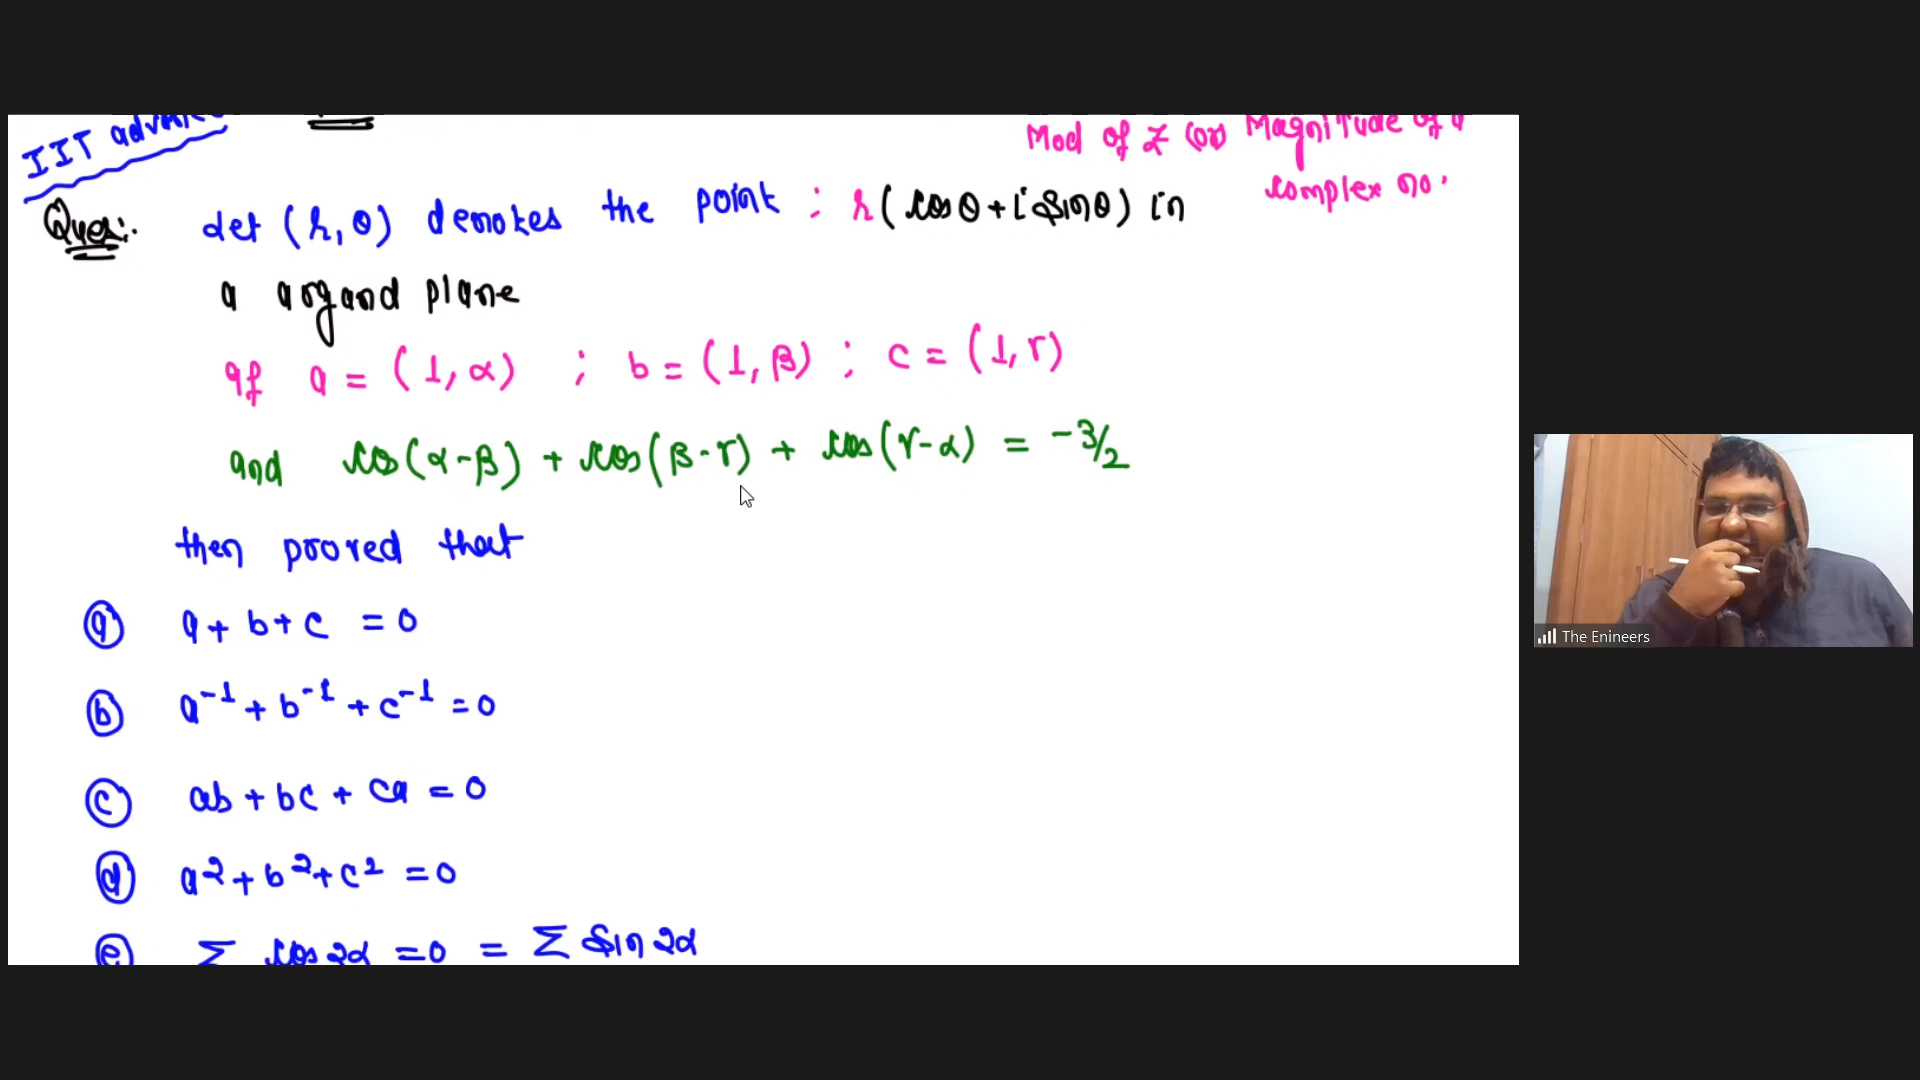 IIT
Mod of Z (or) Magnitude of a
complex no.
Ques:. Let (r, θ) denotes the point : r(cosθ + i sinθ) in
a argand plane
If a = (1, α) ; b = (1, β) ; c = (1, r)
and cos(α-β) + cos(β-r) + cos(r-α) = -3/2
then proved that
(a) a + b + c = 0
(b) a⁻¹ + b⁻¹ + c⁻¹ = 0
(c) ab + bc + ca = 0
(d) a² + b² + c² = 0
(e) Σ cos 2α = 0 = Σ sin 2α
The Enineers